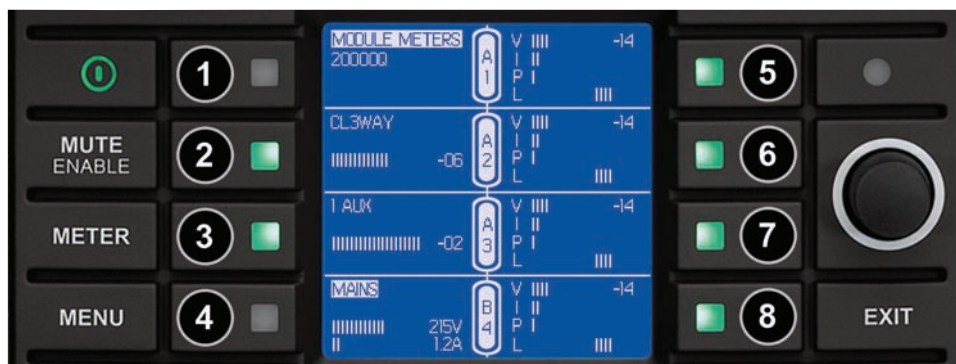 MUTE
ENABLE
METER
MENU
1
2
3
4
MODULE METERS
20000Q
CL3WAY
-06
1 AUX
-02
MAINS
215V
1.2A
A
1
A
2
A
3
B
4
V -14
I
P
L
V -14
I
P
L
V -14
I
P
L
V -14
I
P
L
5
6
7
8
EXIT